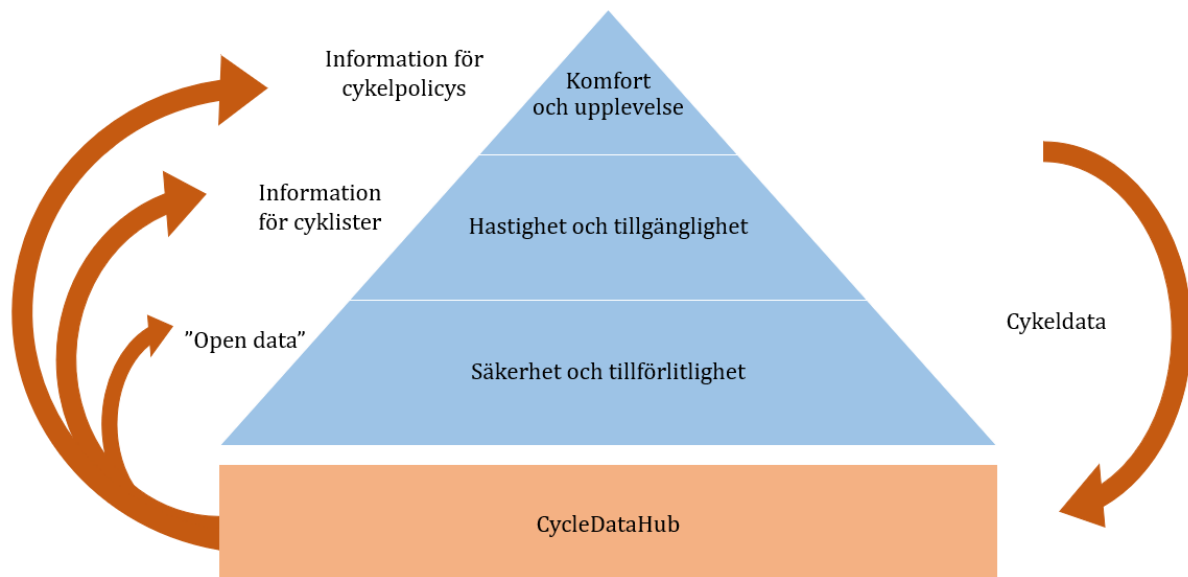 Information för
cykelpolicys
Komfort
och upplevelse
Information
för cyklister
Hastighet och tillgänglighet
”Open data”
Cykeldata
Säkerhet och tillförlitlighet
CycleDataHub